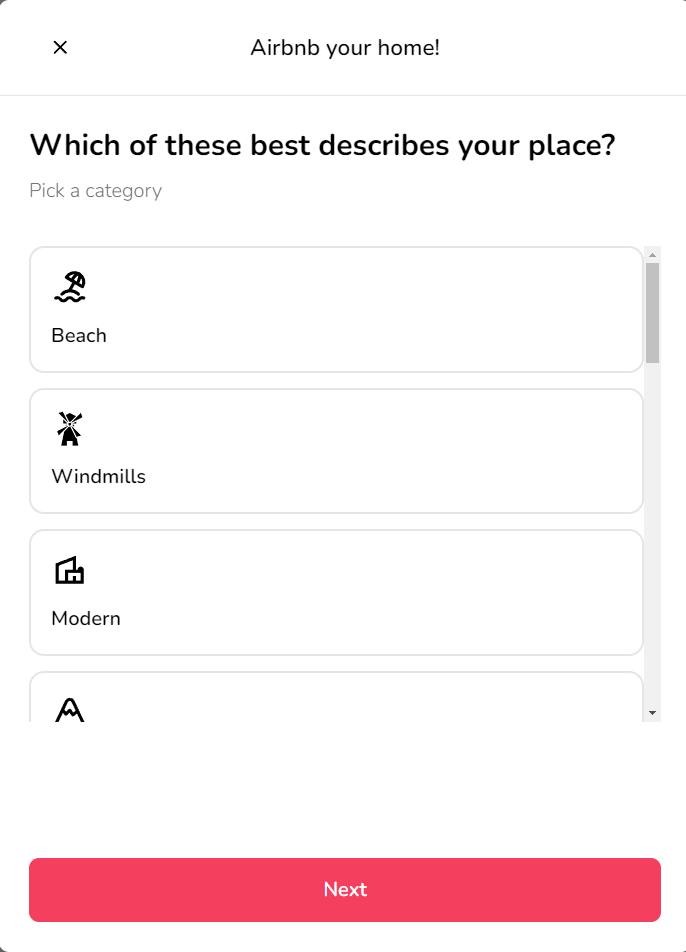 Airbnb your home!
Which of these best describes your place?
Pick a category
Beach
Windmills
Modern
Next